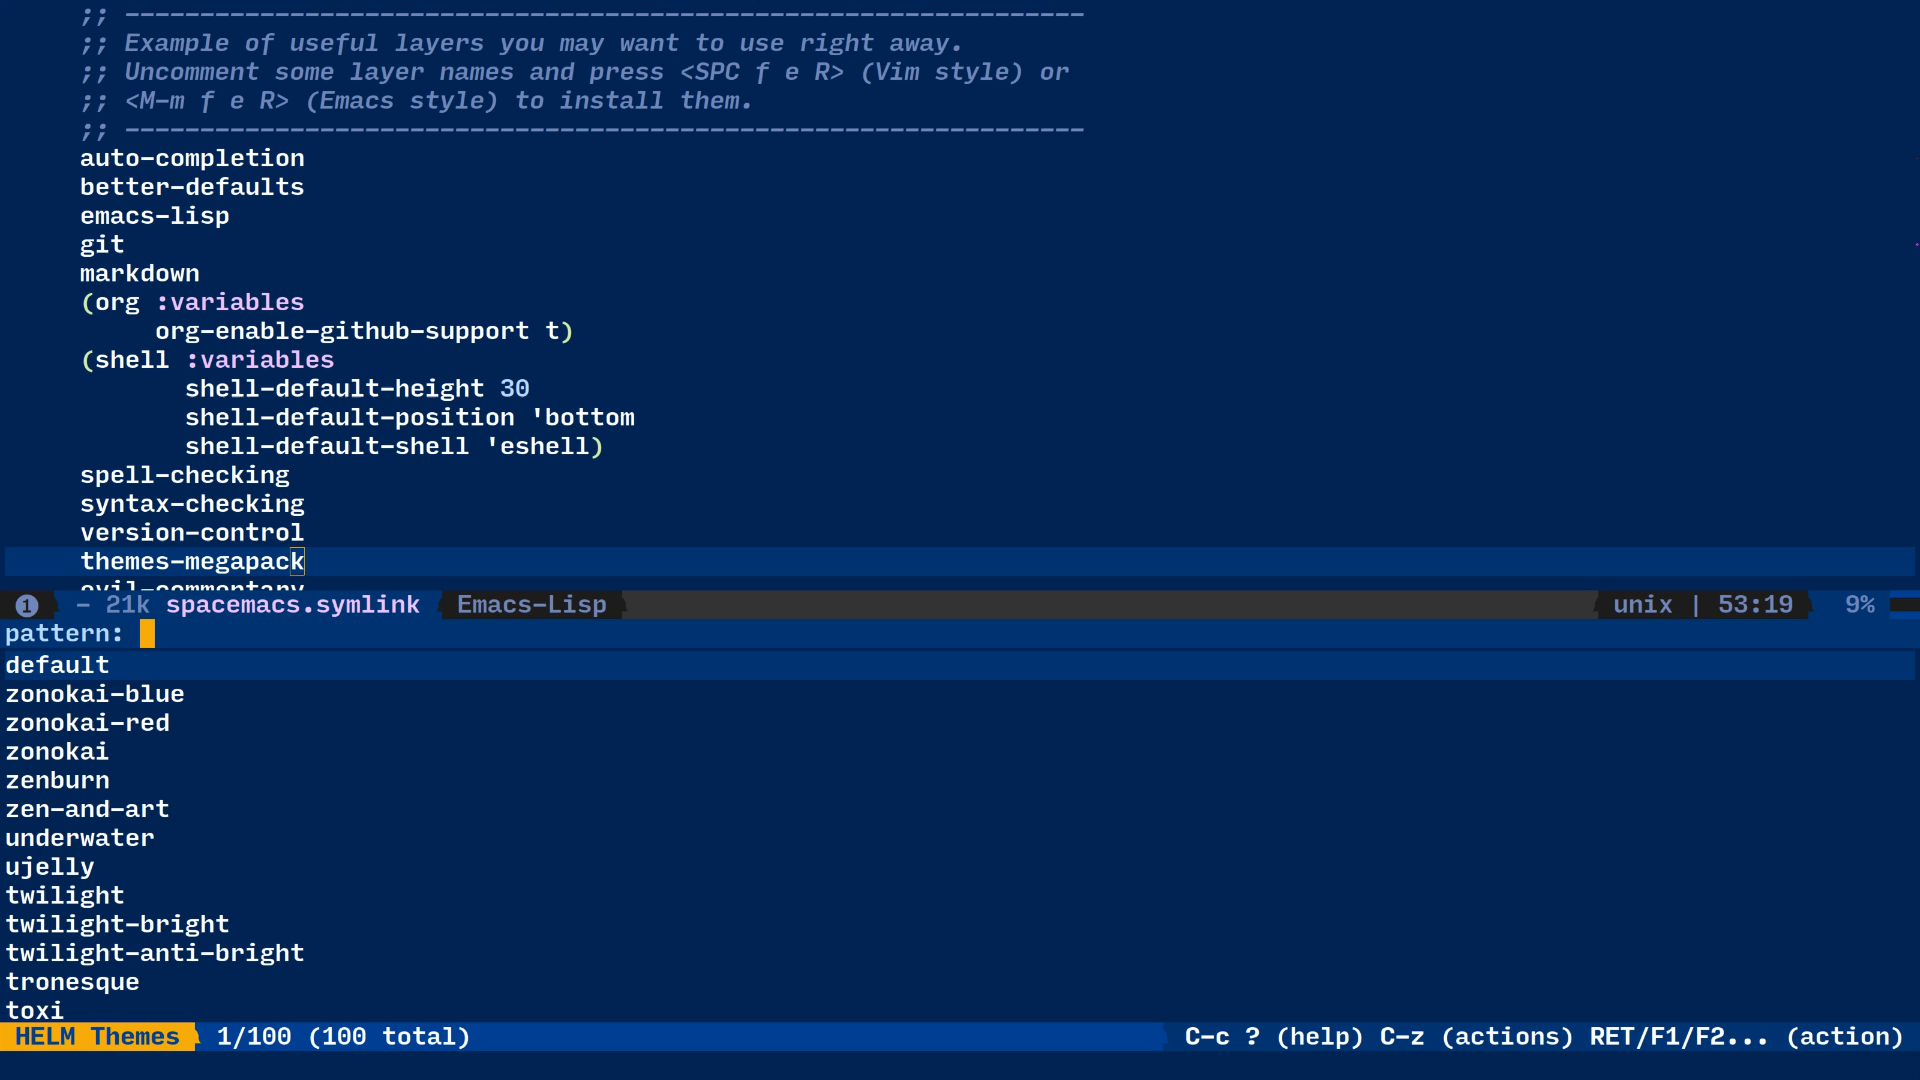 ;; ----------------------------------------------------------------
;; Example of useful layers you may want to use right away.
;; Uncomment some layer names and press <SPC f e R> (Vim style) or
;; <M-m f e R> (Emacs style) to install them.
;; ----------------------------------------------------------------
auto-completion
better-defaults
emacs-lisp
git
markdown
(org :variables
org-enable-github-support t)
(shell :variables
shell-default-height 30
shell-default-position 'bottom
shell-default-shell 'eshell)
spell-checking
syntax-checking
version-control
themes-megapack
evil-commentary
1 - 21k spacemacs.symlink Emacs-Lisp unix | 53:19 9%
pattern:
default
zonokai-blue
zonokai-red
zonokai
zenburn
zen-and-art
underwater
ujelly
twilight
twilight-bright
twilight-anti-bright
tronesque
toxi
HELM Themes 1/100 (100 total) C-c ? (help) C-z (actions) RET/F1/F2... (action)